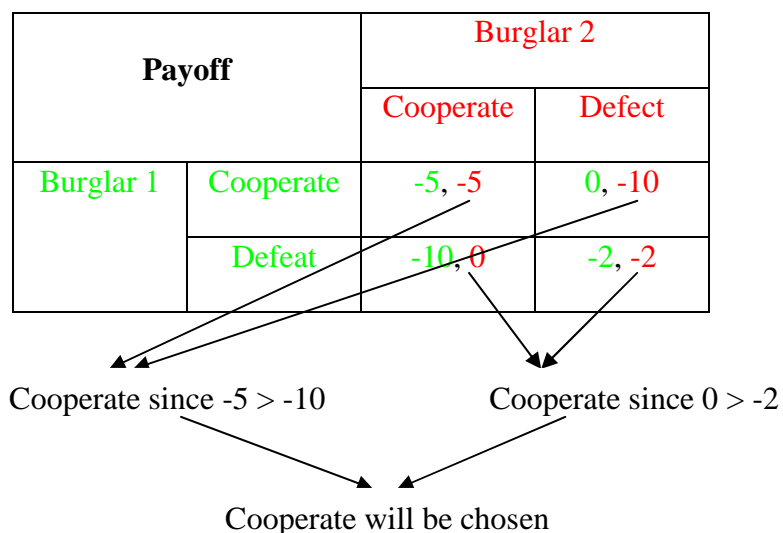 Payoff
Burglar 2
Cooperate Defect
Burglar 1 Cooperate -5, -5 0, -10
Defeat -10, 0 -2, -2
Cooperate since -5 > -10 Cooperate since 0 > -2
Cooperate will be chosen